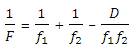 1/F = 1/f₁ + 1/f₂ − D/f₁f₂